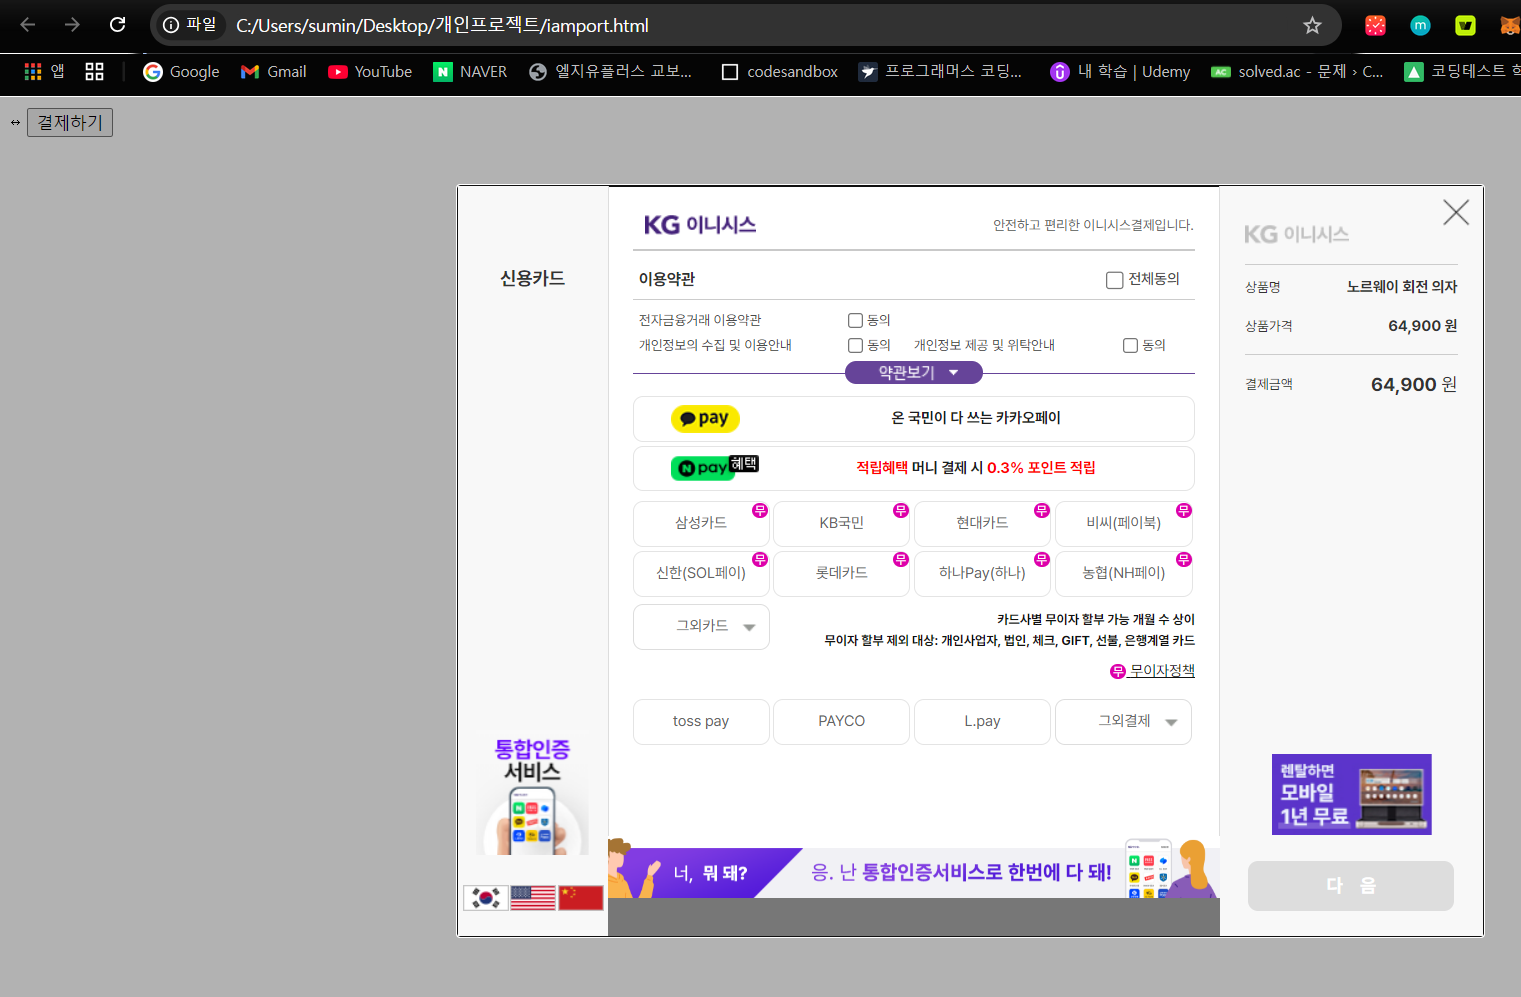 파일 C:/Users/sumin/Desktop/개인프로젝트/iamport.html
앱 Google Gmail YouTube NAVER 엘지유플러스 교보... codesandbox 프로그래머스 코딩... 내 학습 | Udemy solved.ac - 문제 › C... 코딩테스트
결제하기
신용카드
통합인증
서비스
KG 이니시스 안전하고 편리한 이니시스결제입니다.
이용약관 전체동의
전자금융거래 이용약관 동의
개인정보의 수집 및 이용안내 동의 개인정보 제공 및 위탁안내 동의
약관보기
pay 온 국민이 다 쓰는 카카오페이
N pay 혜택 적립혜택 머니 결제 시 0.3% 포인트 적립
삼성카드 무 KB국민 무 현대카드 무 비씨(페이북) 무
신한(SOL페이) 무 롯데카드 무 하나Pay(하나) 무 농협(NH페이) 무
그외카드
카드사별 무이자 할부 가능 개월 수 상이
무이자 할부 제외 대상: 개인사업자, 법인, 체크, GIFT, 선불, 은행계열 카드
무 무이자정책
toss pay PAYCO L.pay 그외결제
너, 뭐 돼? 응. 난 통합인증서비스로 한번에 다 돼!
KG 이니시스
상품명 노르웨이 회전 의자
상품가격 64,900 원
결제금액 64,900 원
렌탈하면
모바일
1년 무료
다 음